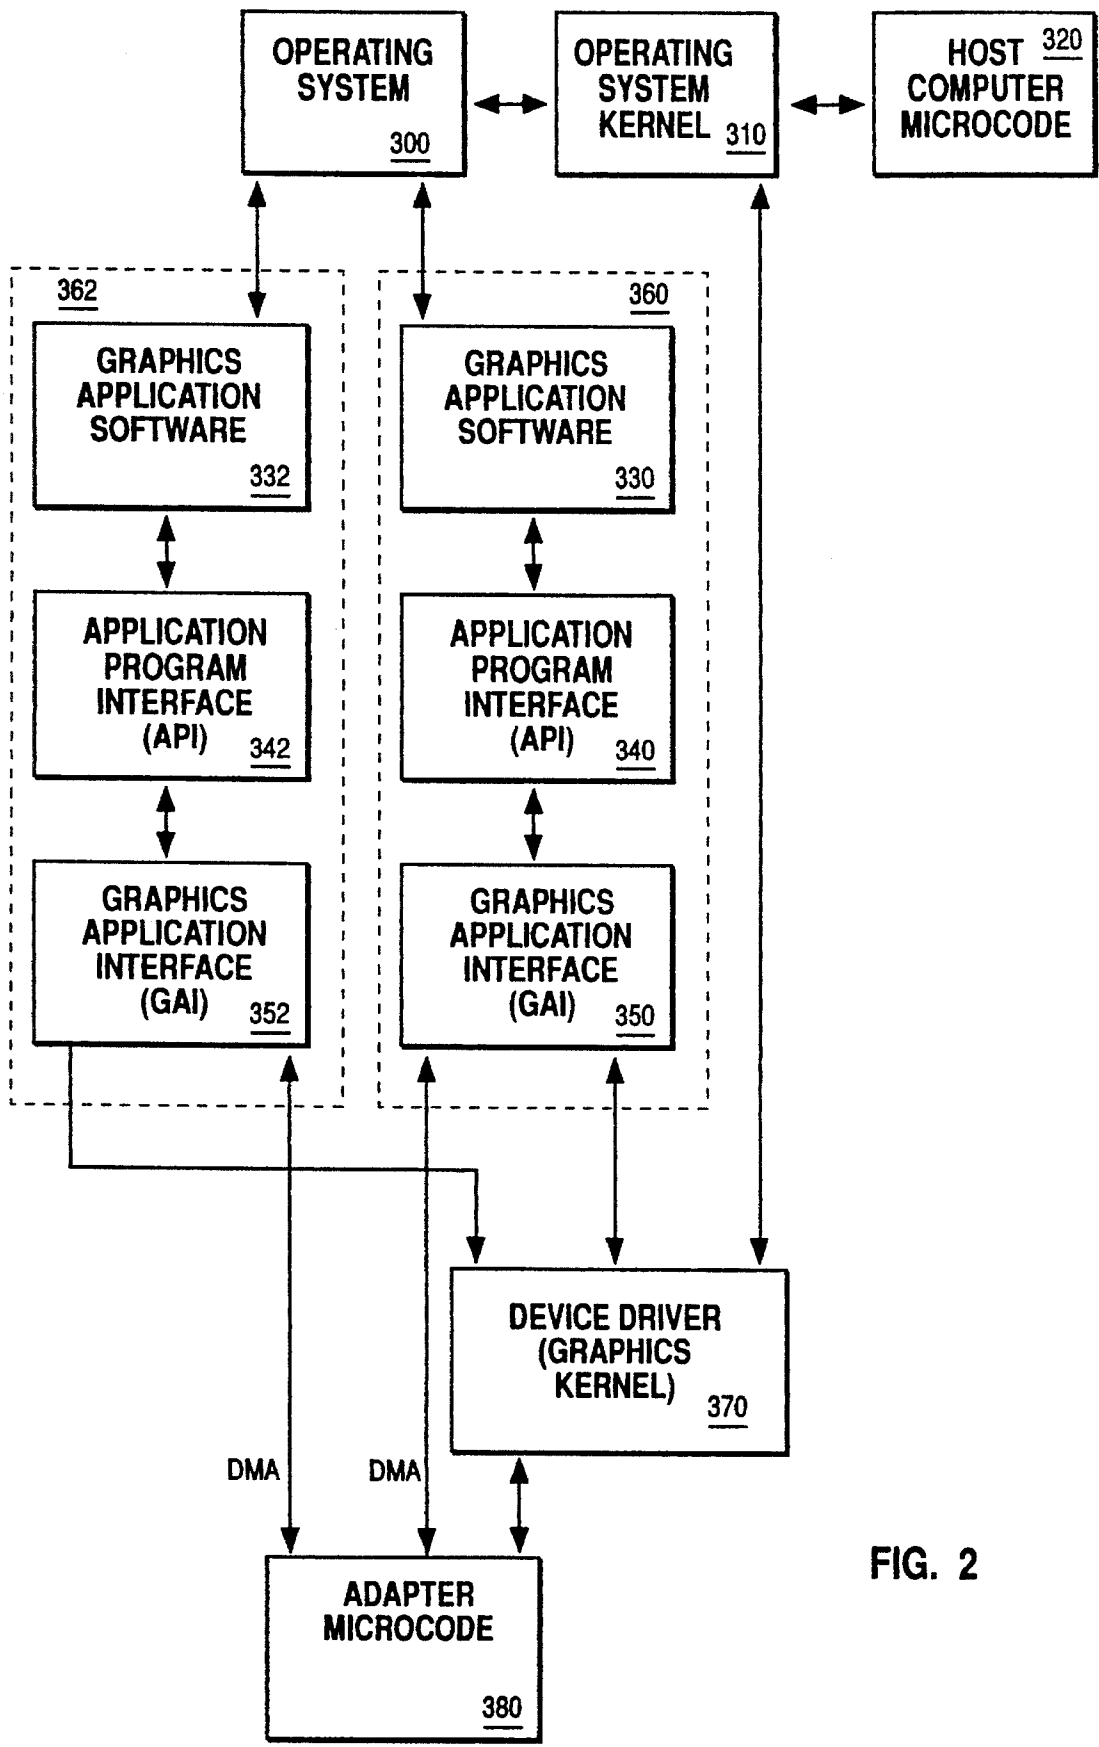 OPERATING
SYSTEM
300
OPERATING
SYSTEM
KERNEL
310
320
HOST
COMPUTER
MICROCODE
362
GRAPHICS
APPLICATION
SOFTWARE
332
360
GRAPHICS
APPLICATION
SOFTWARE
330
APPLICATION
PROGRAM
INTERFACE
(API)
342
APPLICATION
PROGRAM
INTERFACE
(API)
340
GRAPHICS
APPLICATION
INTERFACE
(GAI)
352
GRAPHICS
APPLICATION
INTERFACE
(GAI)
350
DEVICE DRIVER
(GRAPHICS
KERNEL)
370
DMA
DMA
ADAPTER
MICROCODE
380
FIG. 2